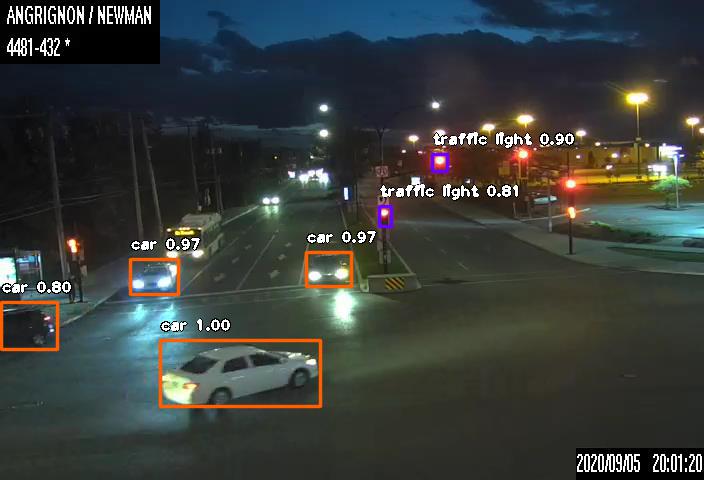 ANGRIGNON / NEWMAN
4481-432 *
traffic light 0.90
traffic light 0.81
car 0.97
car 0.97
car 0.80
car 1.00
2020/09/05 20:01:20